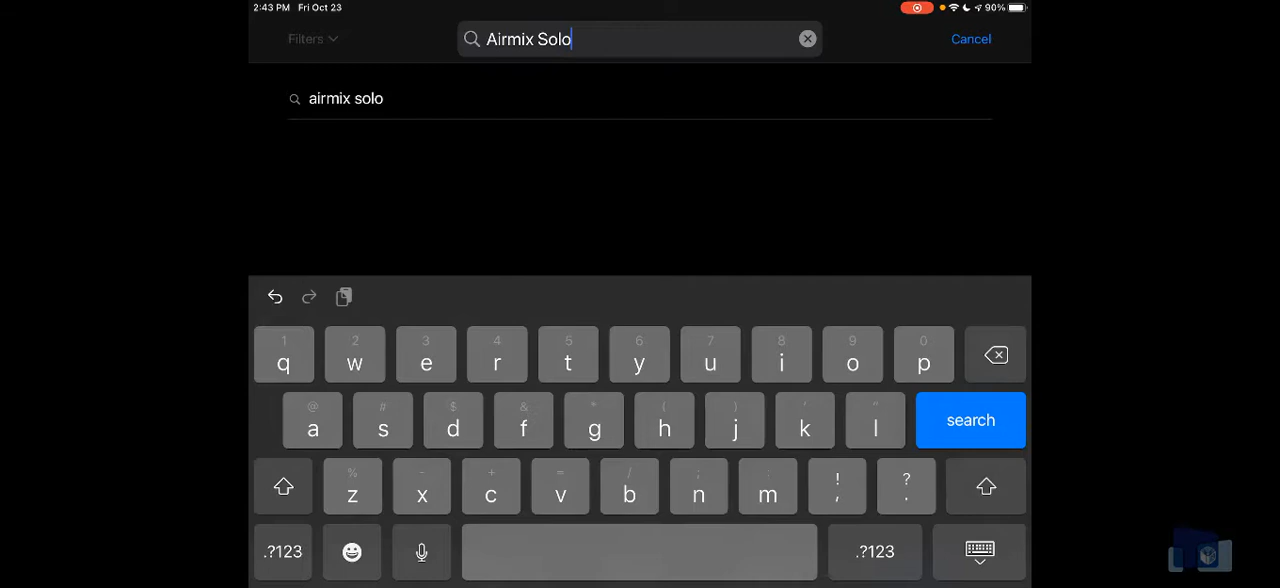 2:43 PM Fri Oct 23
90%
Filters
Airmix Solo
Cancel
airmix solo
1 2 3 4 5 6 7 8 9 0
q w e r t y u i o p
@ # $ & * ( ) ' "
a s d f g h j k l search
% - + = / ; : ! ?
z x c v b n m , .
.?123 .?123